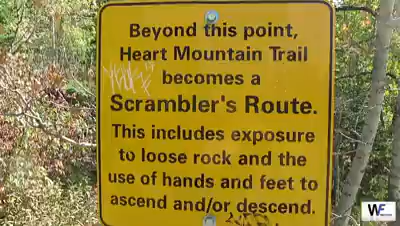 Beyond this point,
Heart Mountain Trail
becomes a
Scrambler's Route.
This includes exposure
to loose rock and the
use of hands and feet to
ascend and/or descend.
WF